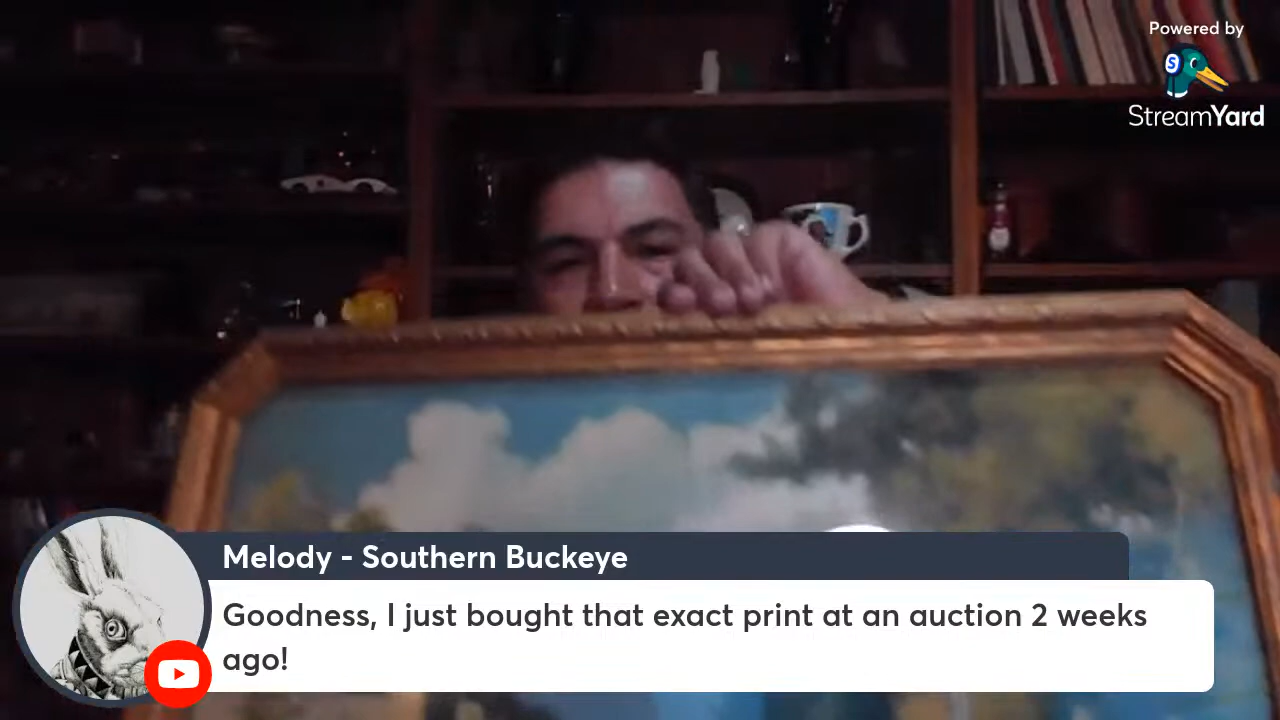 Powered by
StreamYard
Melody - Southern Buckeye
Goodness, I just bought that exact print at an auction 2 weeks
ago!